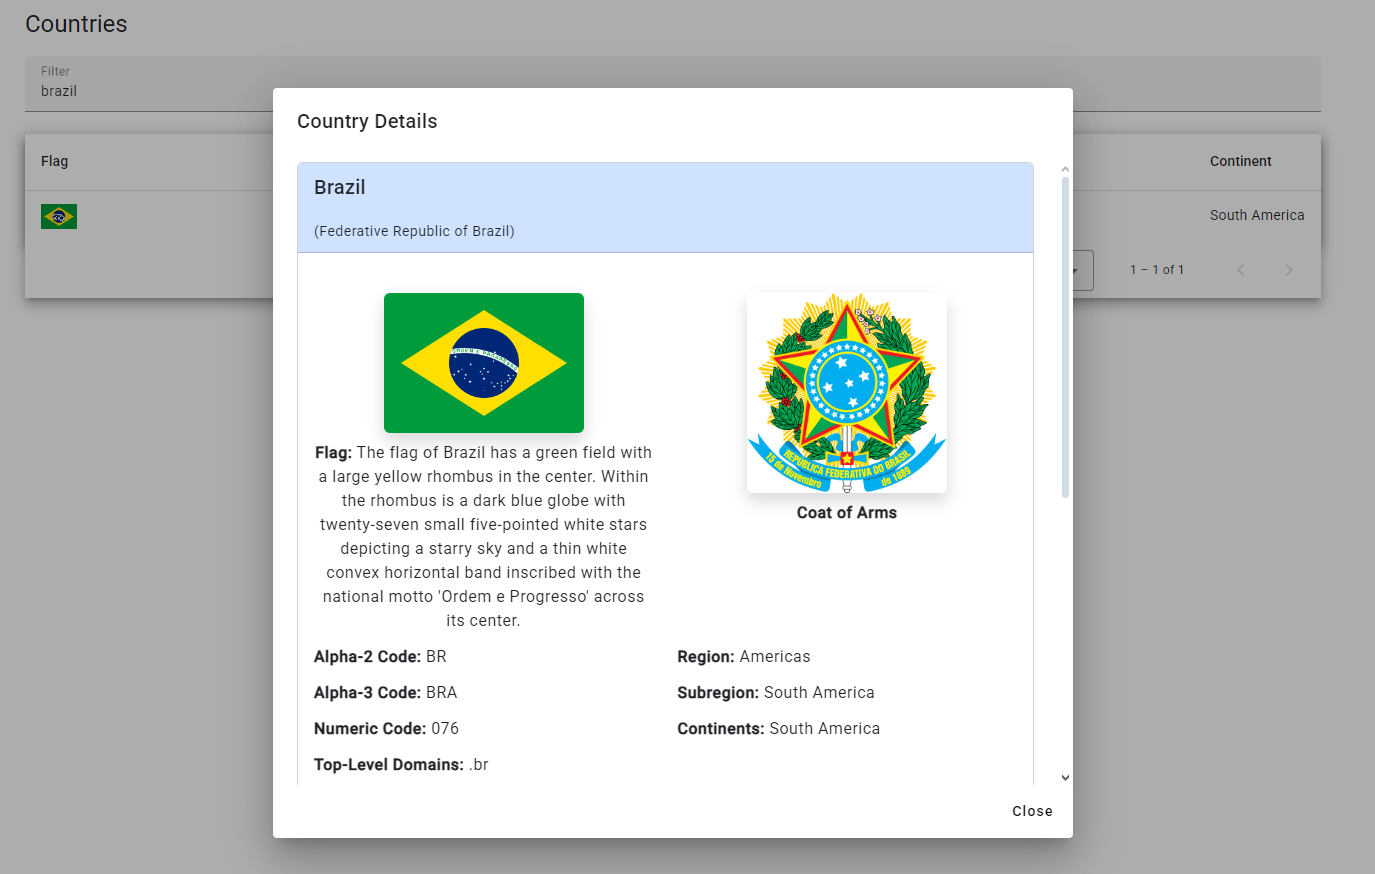 Countries
Filter
brazil
Flag
Continent
South America
1 – 1 of 1
Country Details
Brazil
(Federative Republic of Brazil)
ORDEM E PROGRESSO
Flag: The flag of Brazil has a green field with
a large yellow rhombus in the center. Within
the rhombus is a dark blue globe with
twenty-seven small five-pointed white stars
depicting a starry sky and a thin white
convex horizontal band inscribed with the
national motto 'Ordem e Progresso' across
its center.
REPUBLICA FEDERATIVA DO BRASIL
15 de Novembro
de 1889
Coat of Arms
Alpha-2 Code: BR
Alpha-3 Code: BRA
Numeric Code: 076
Top-Level Domains: .br
Region: Americas
Subregion: South America
Continents: South America
Close